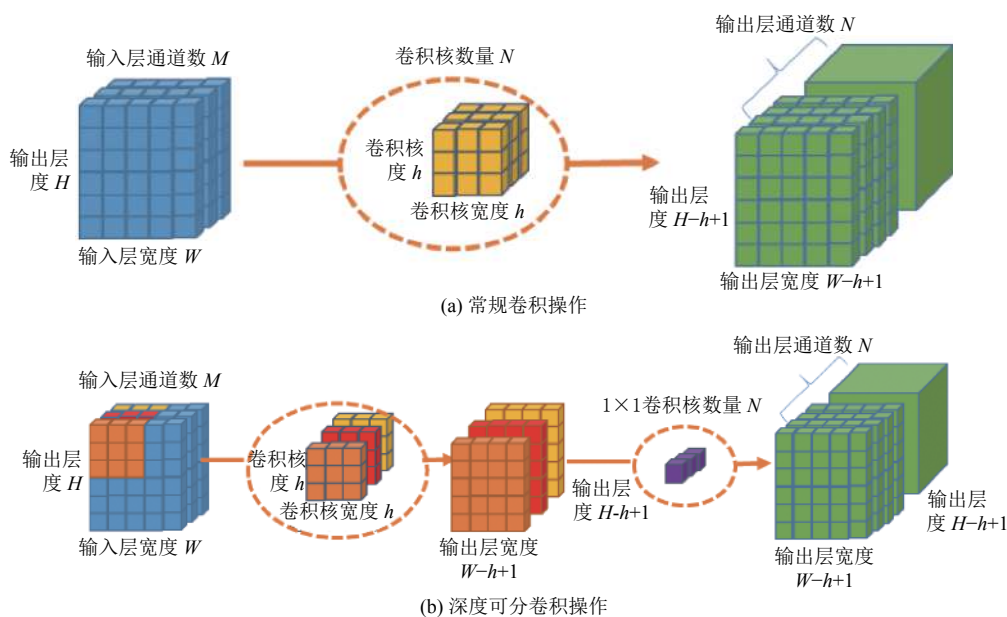 输出层通道数 N
输入层通道数 M
卷积核数量 N
输出层
度 H
卷积核
度 h
卷积核宽度 h
输出层
度 H−h+1
输入层宽度 W
输出层宽度 W−h+1
(a) 常规卷积操作
输出层通道数 N
输入层通道数 M
1×1卷积核数量 N
输出层
度 H
卷积核
度 h
卷积核宽度 h
输出层
度 H-h+1
输出层
度 H−h+1
输入层宽度 W
输出层宽度
W−h+1
输出层宽度
W−h+1
(b) 深度可分卷积操作